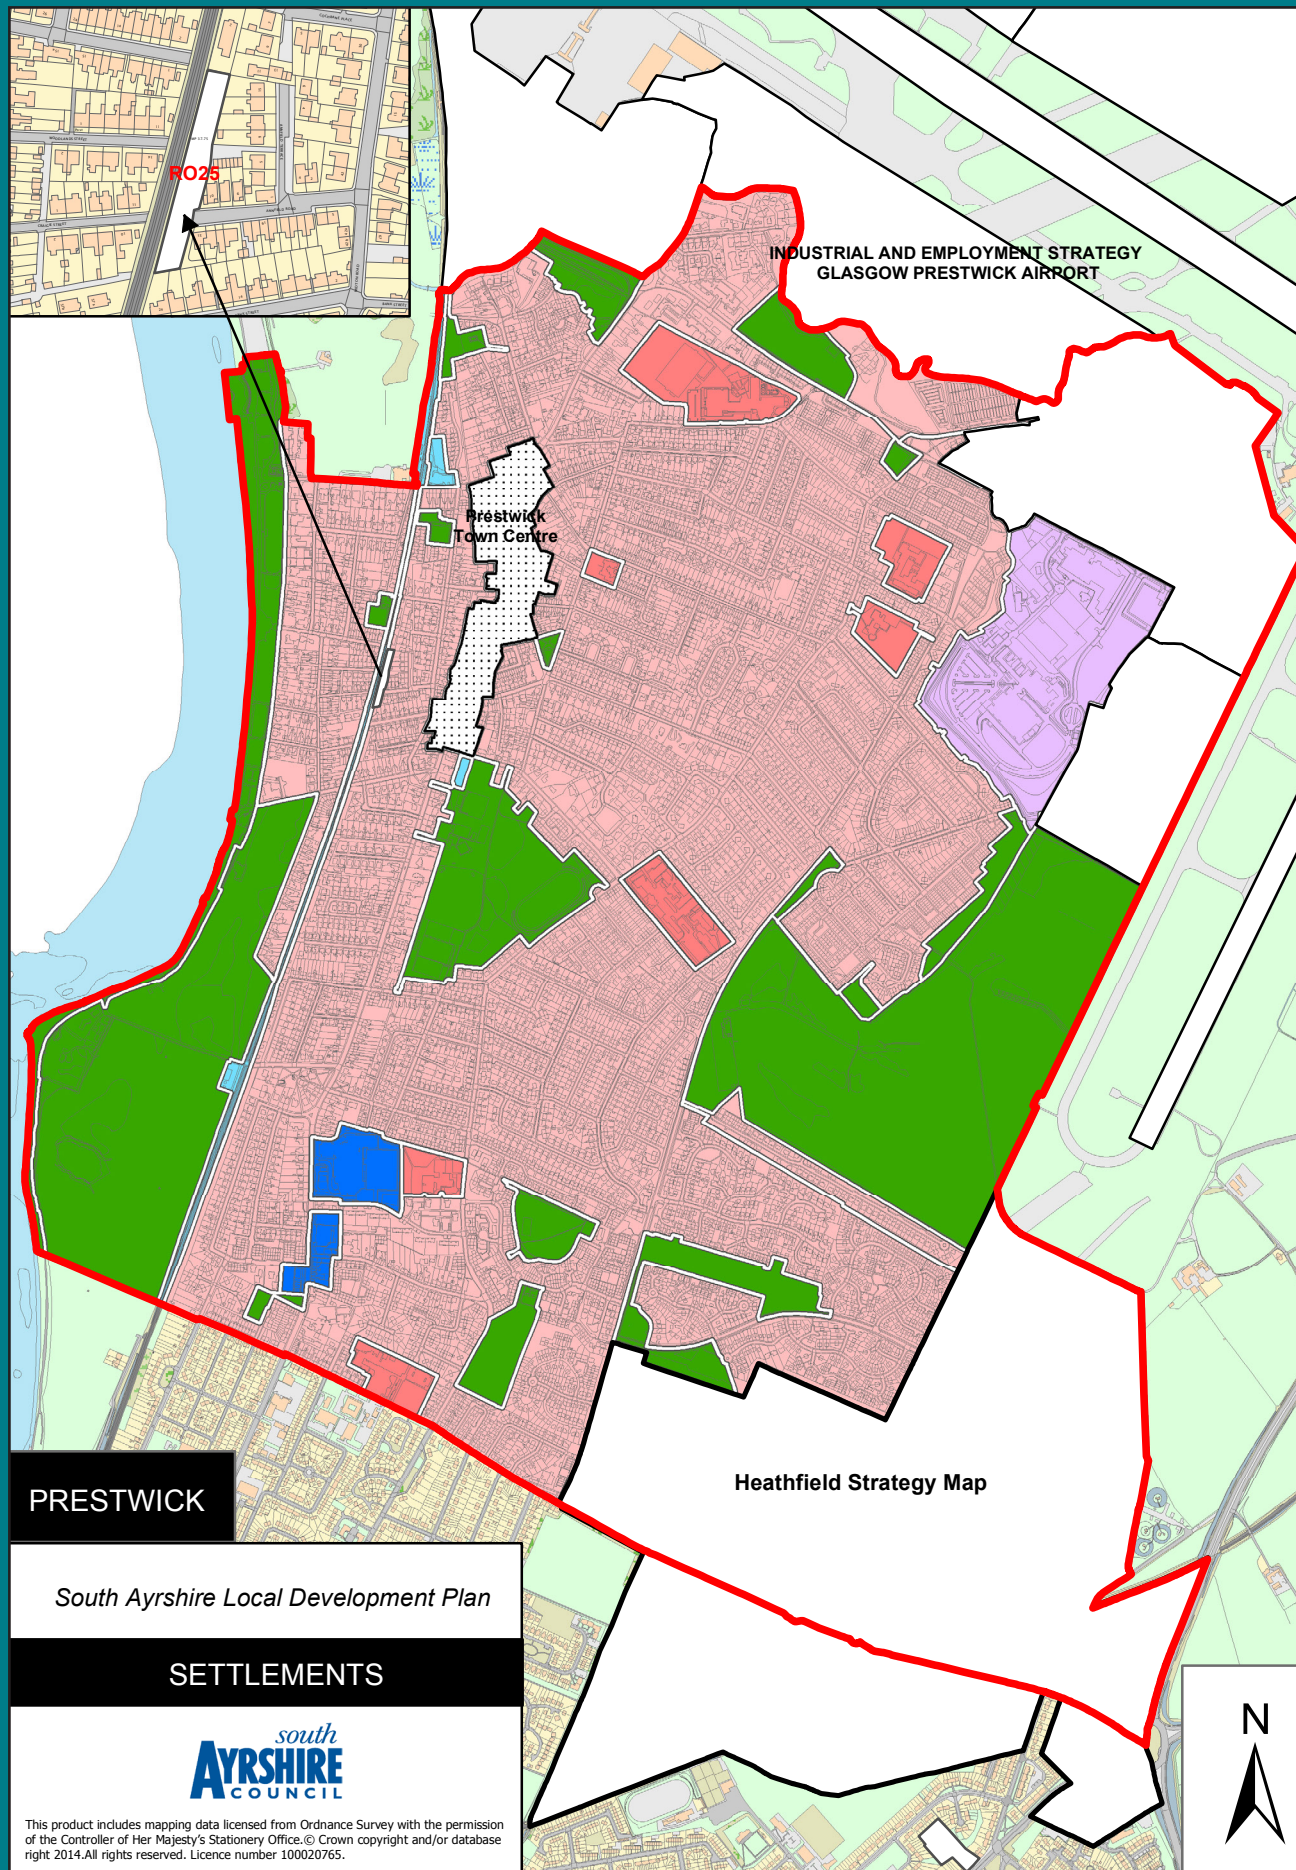 RO25
INDUSTRIAL AND EMPLOYMENT STRATEGY
GLASGOW PRESTWICK AIRPORT
Prestwick
Town Centre
Heathfield Strategy Map
PRESTWICK
South Ayrshire Local Development Plan
SETTLEMENTS
south
AYRSHIRE
COUNCIL
This product includes mapping data licensed from Ordnance Survey with the permission
of the Controller of Her Majesty's Stationery Office.© Crown copyright and/or database
right 2014.All rights reserved. Licence number 100020765.
N